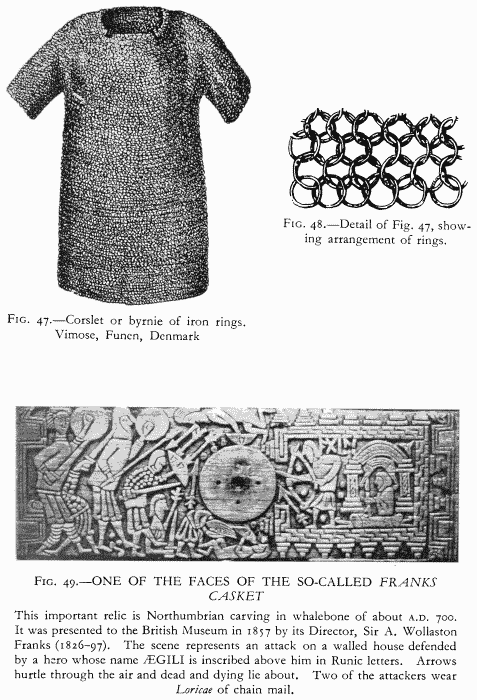 FIG. 48.—Detail of Fig. 47, show-
ing arrangement of rings.
FIG. 47.—Corslet or byrnie of iron rings.
Vimose, Funen, Denmark
FIG. 49.—ONE OF THE FACES OF THE SO-CALLED FRANKS
CASKET
This important relic is Northumbrian carving in whalebone of about A.D. 700.
It was presented to the British Museum in 1857 by its Director, Sir A. Wollaston
Franks (1826-97). The scene represents an attack on a walled house defended
by a hero whose name ÆGILI is inscribed above him in Runic letters. Arrows
hurtle through the air and dead and dying lie about. Two of the attackers wear
Loricae of chain mail.